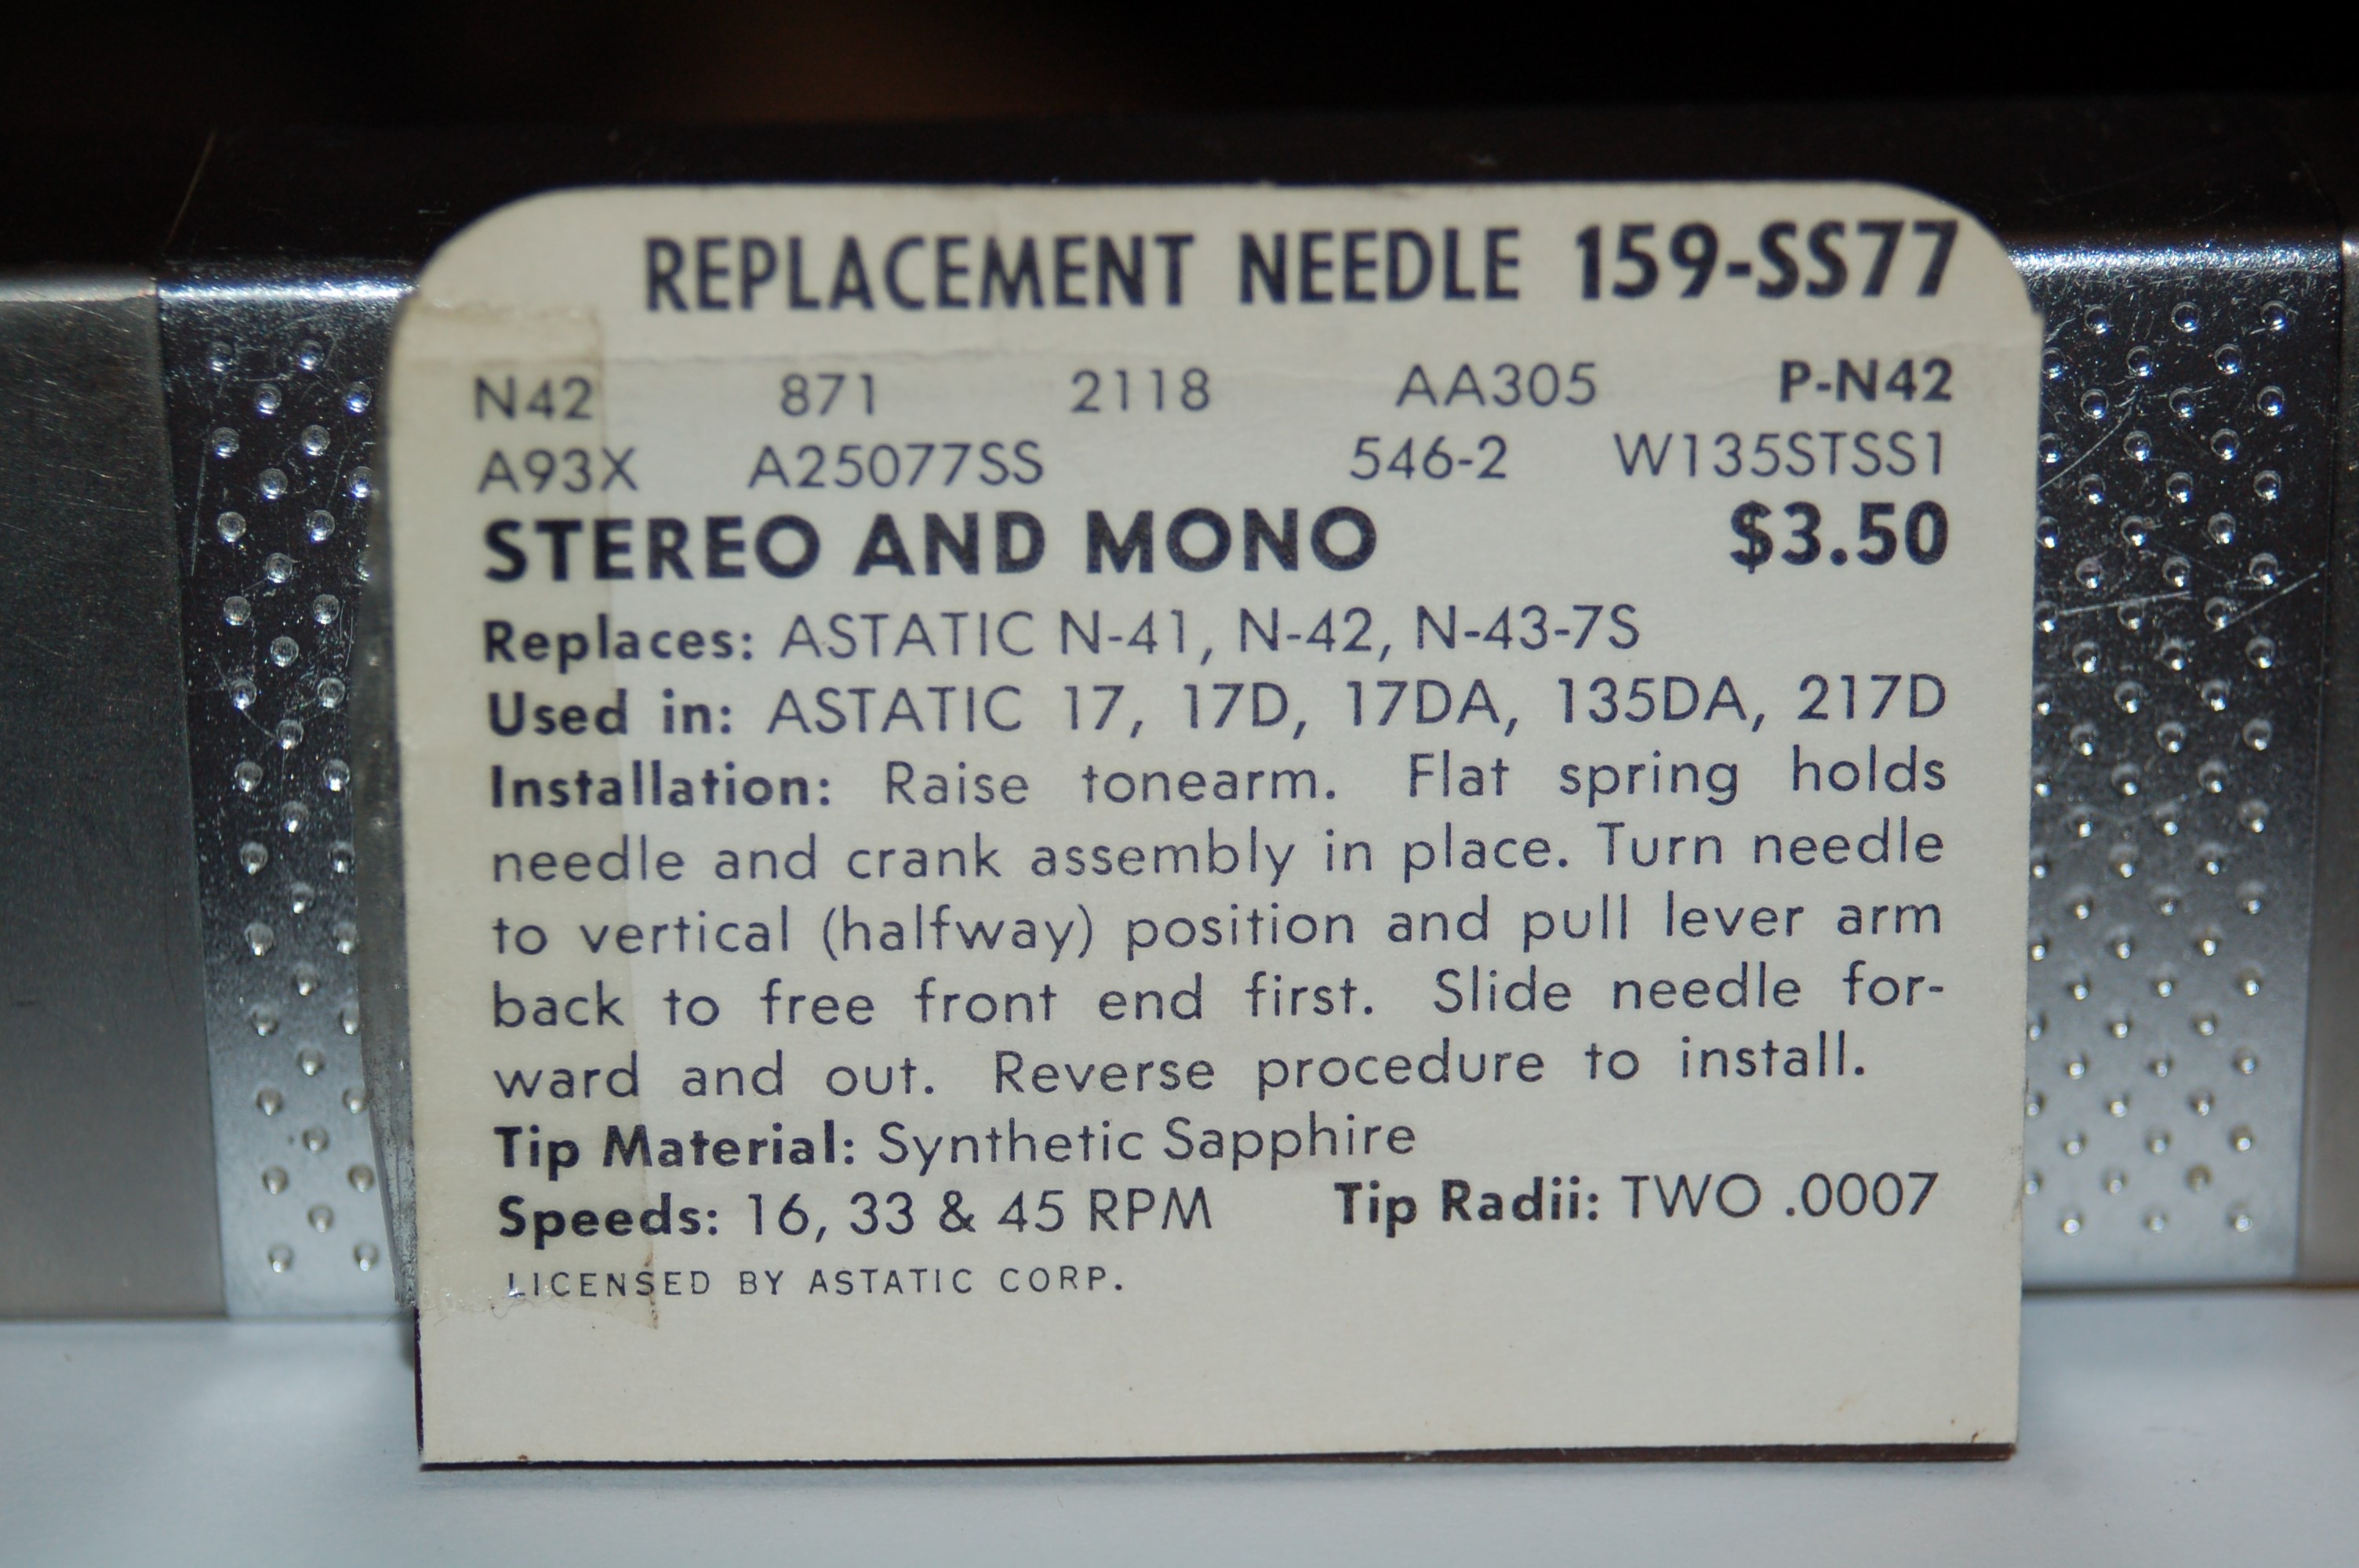 REPLACEMENT NEEDLE 159-SS77
N42 871 2118 AA305 P-N42
A93X A25077SS 546-2 W135STSS1
STEREO AND MONO $3.50
Replaces: ASTATIC N-41, N-42, N-43-7S
Used in: ASTATIC 17, 17D, 17DA, 135DA, 217D
Installation: Raise tonearm. Flat spring holds
needle and crank assembly in place. Turn needle
to vertical (halfway) position and pull lever arm
back to free front end first. Slide needle for-
ward and out. Reverse procedure to install.
Tip Material: Synthetic Sapphire
Speeds: 16, 33 & 45 RPM Tip Radii: TWO .0007
LICENSED BY ASTATIC CORP.